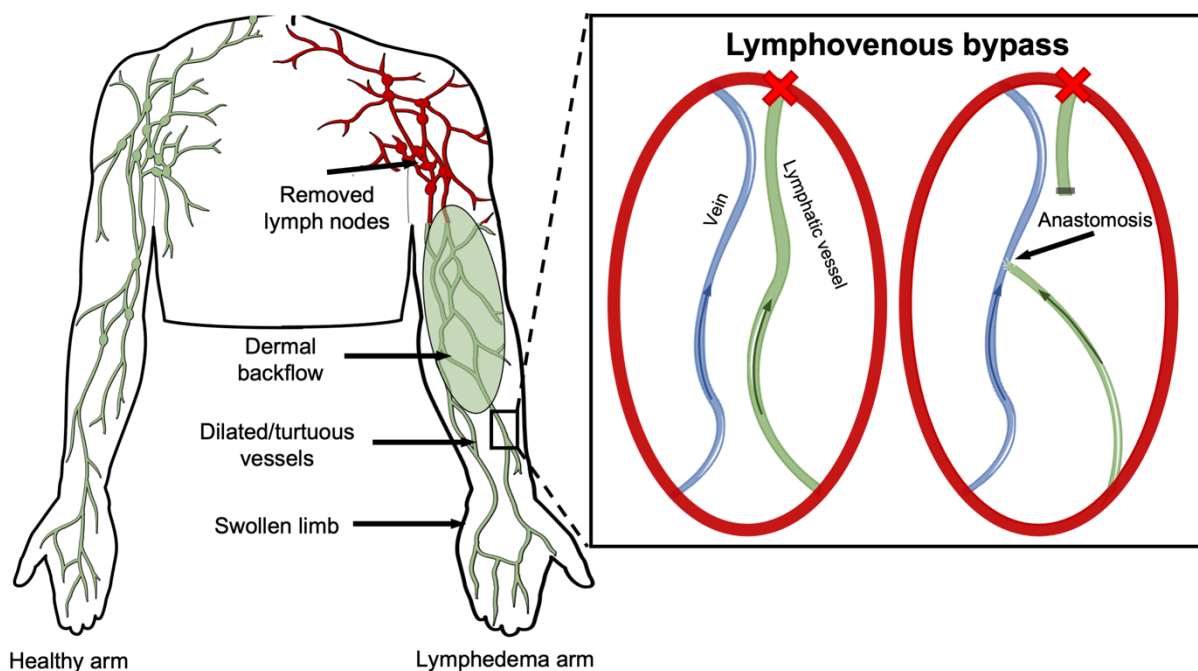 Lymphovenous bypass
Removed
lymph nodes
Vein
Lymphatic vessel
Anastomosis
Dermal
backflow
Dilated/turtuous
vessels
Swollen limb
Healthy arm
Lymphedema arm